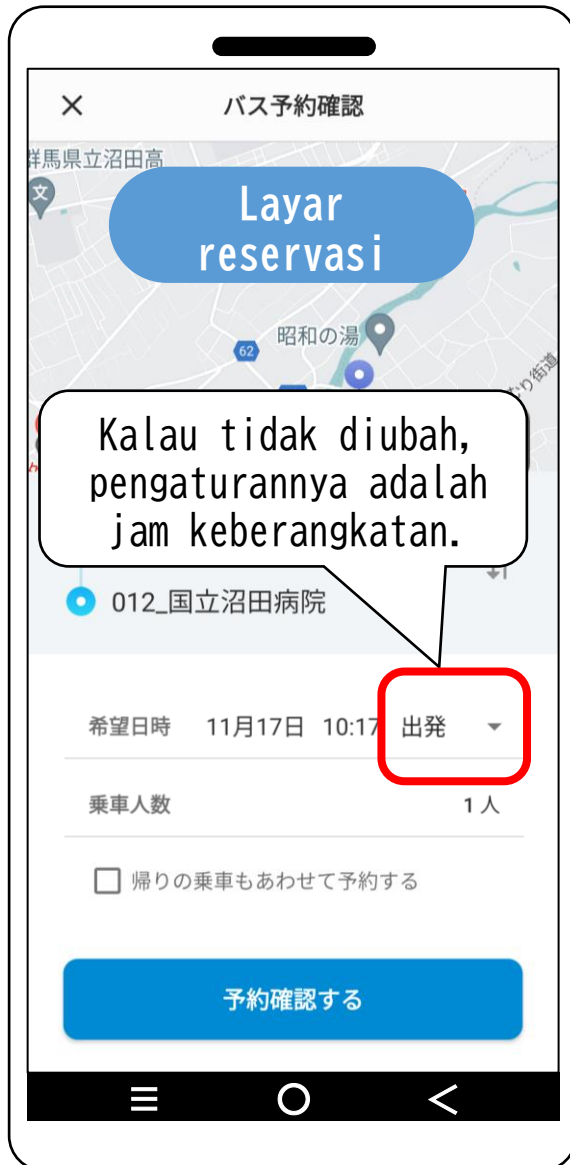 バス予約確認
群馬県立沼田高
文
Layar
reservasi
昭和の湯
62
Kalau tidak diubah,
pengaturannya adalah
jam keberangkatan.
012_国立沼田病院
希望日時 11月17日 10:17 出発
乗車人数 1人
帰りの乗車もあわせて予約する
予約確認する